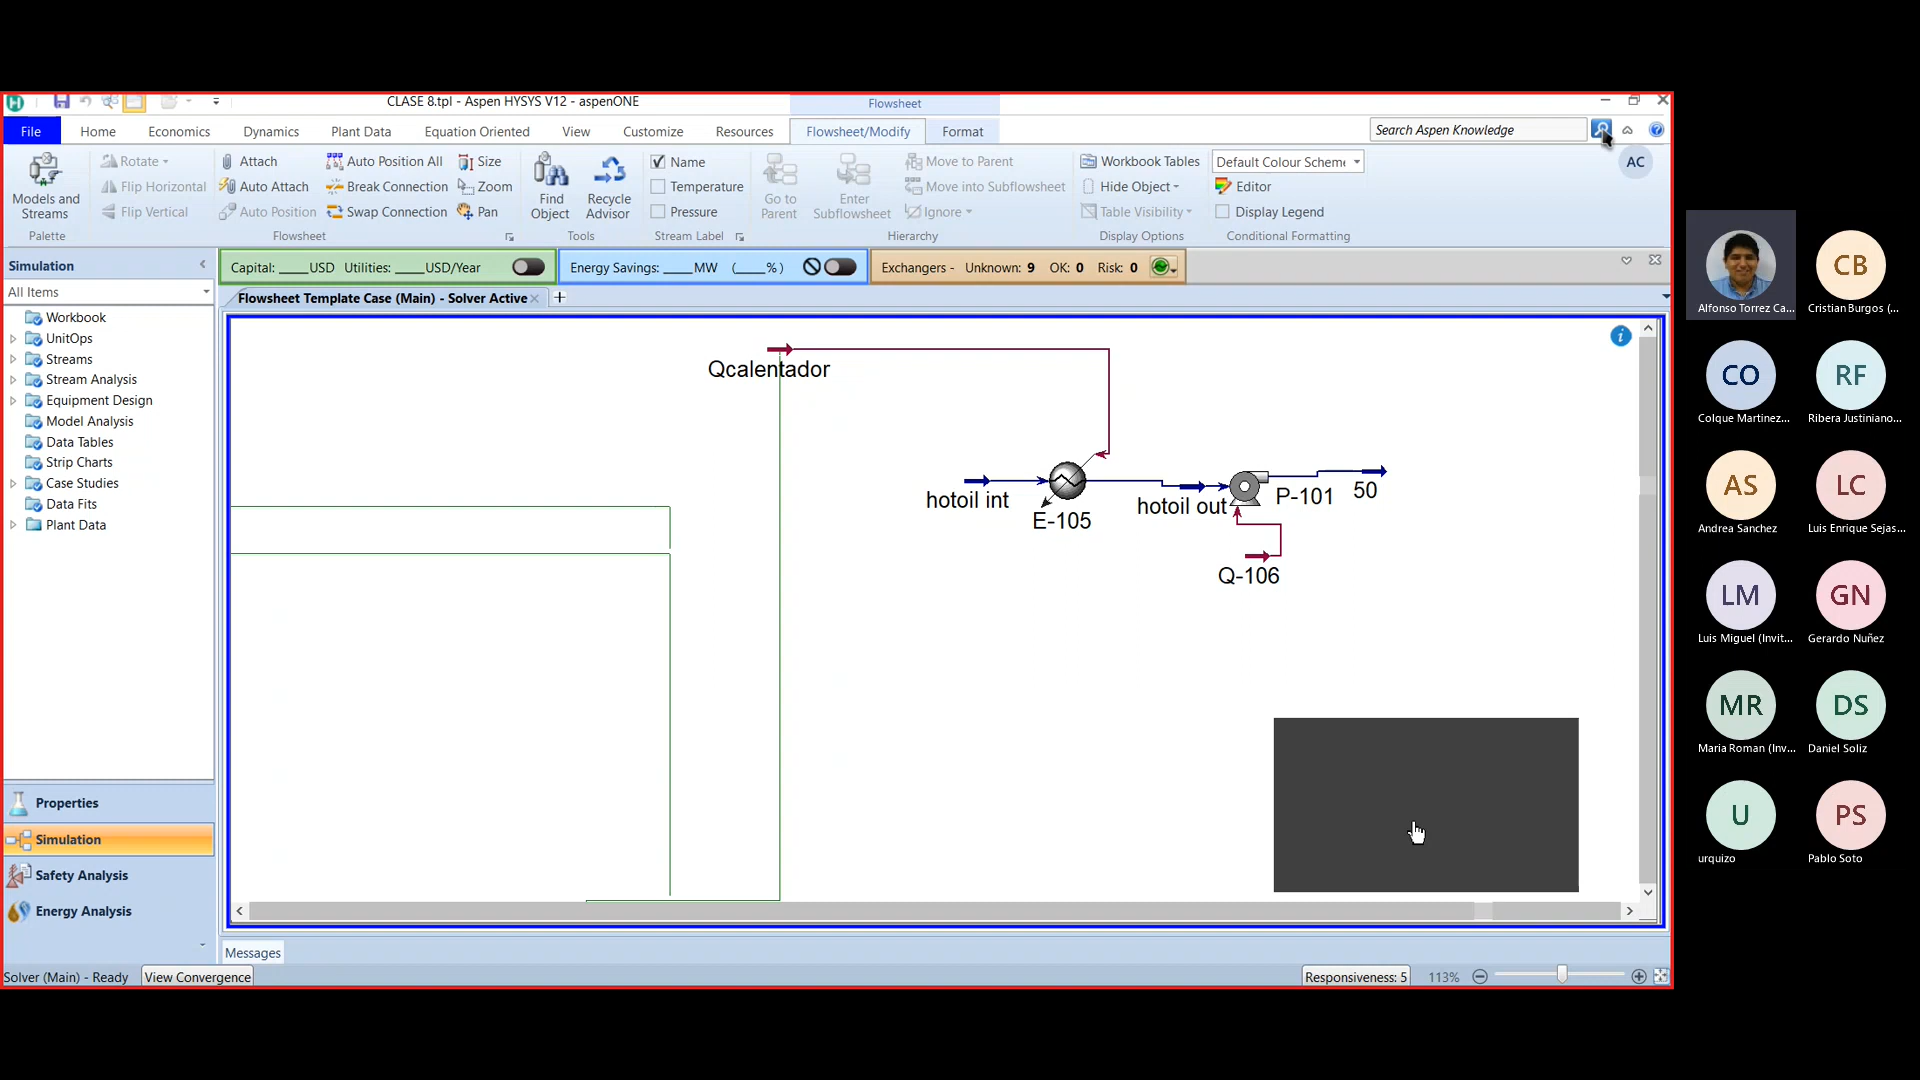 CLASE 8.tpl - Aspen HYSYS V12 - aspenONE
Flowsheet
File Home Economics Dynamics Plant Data Equation Oriented View Customize Resources Flowsheet/Modify Format
Search Aspen Knowledge
AC
Models and Streams
Palette
Rotate
Flip Horizontal
Flip Vertical
Attach
Auto Attach
Auto Position
Auto Position All
Break Connection
Swap Connection
Size
Zoom
Pan
Flowsheet
Find Object
Recycle Advisor
Tools
Name
Temperature
Pressure
Stream Label
Go to Parent
Enter Subflowsheet
Move to Parent
Move into Subflowsheet
Ignore
Hierarchy
Workbook Tables
Hide Object
Table Visibility
Display Options
Default Colour Scheme
Editor
Display Legend
Conditional Formatting
Simulation
All Items
Workbook
UnitOps
Streams
Stream Analysis
Equipment Design
Model Analysis
Data Tables
Strip Charts
Case Studies
Data Fits
Plant Data
Properties
Simulation
Safety Analysis
Energy Analysis
Capital: ____USD Utilities: ____USD/Year
Energy Savings: ____MW (____%)
Exchangers - Unknown: 9 OK: 0 Risk: 0
Flowsheet Template Case (Main) - Solver Active
Qcalentador
hotoil int
E-105
hotoil out
P-101
50
Q-106
Messages
Solver (Main) - Ready
View Convergence
Responsiveness: 5
113%
Alfonso Torrez Ca...
CB
Cristian Burgos (...
CO
Colque Martinez...
RF
Ribera Justiniano...
AS
Andrea Sanchez
LC
Luis Enrique Sejas...
LM
Luis Miguel (Invit...
GN
Gerardo Nuñez
MR
Maria Roman (Inv...
DS
Daniel Soliz
U
urquizo
PS
Pablo Soto